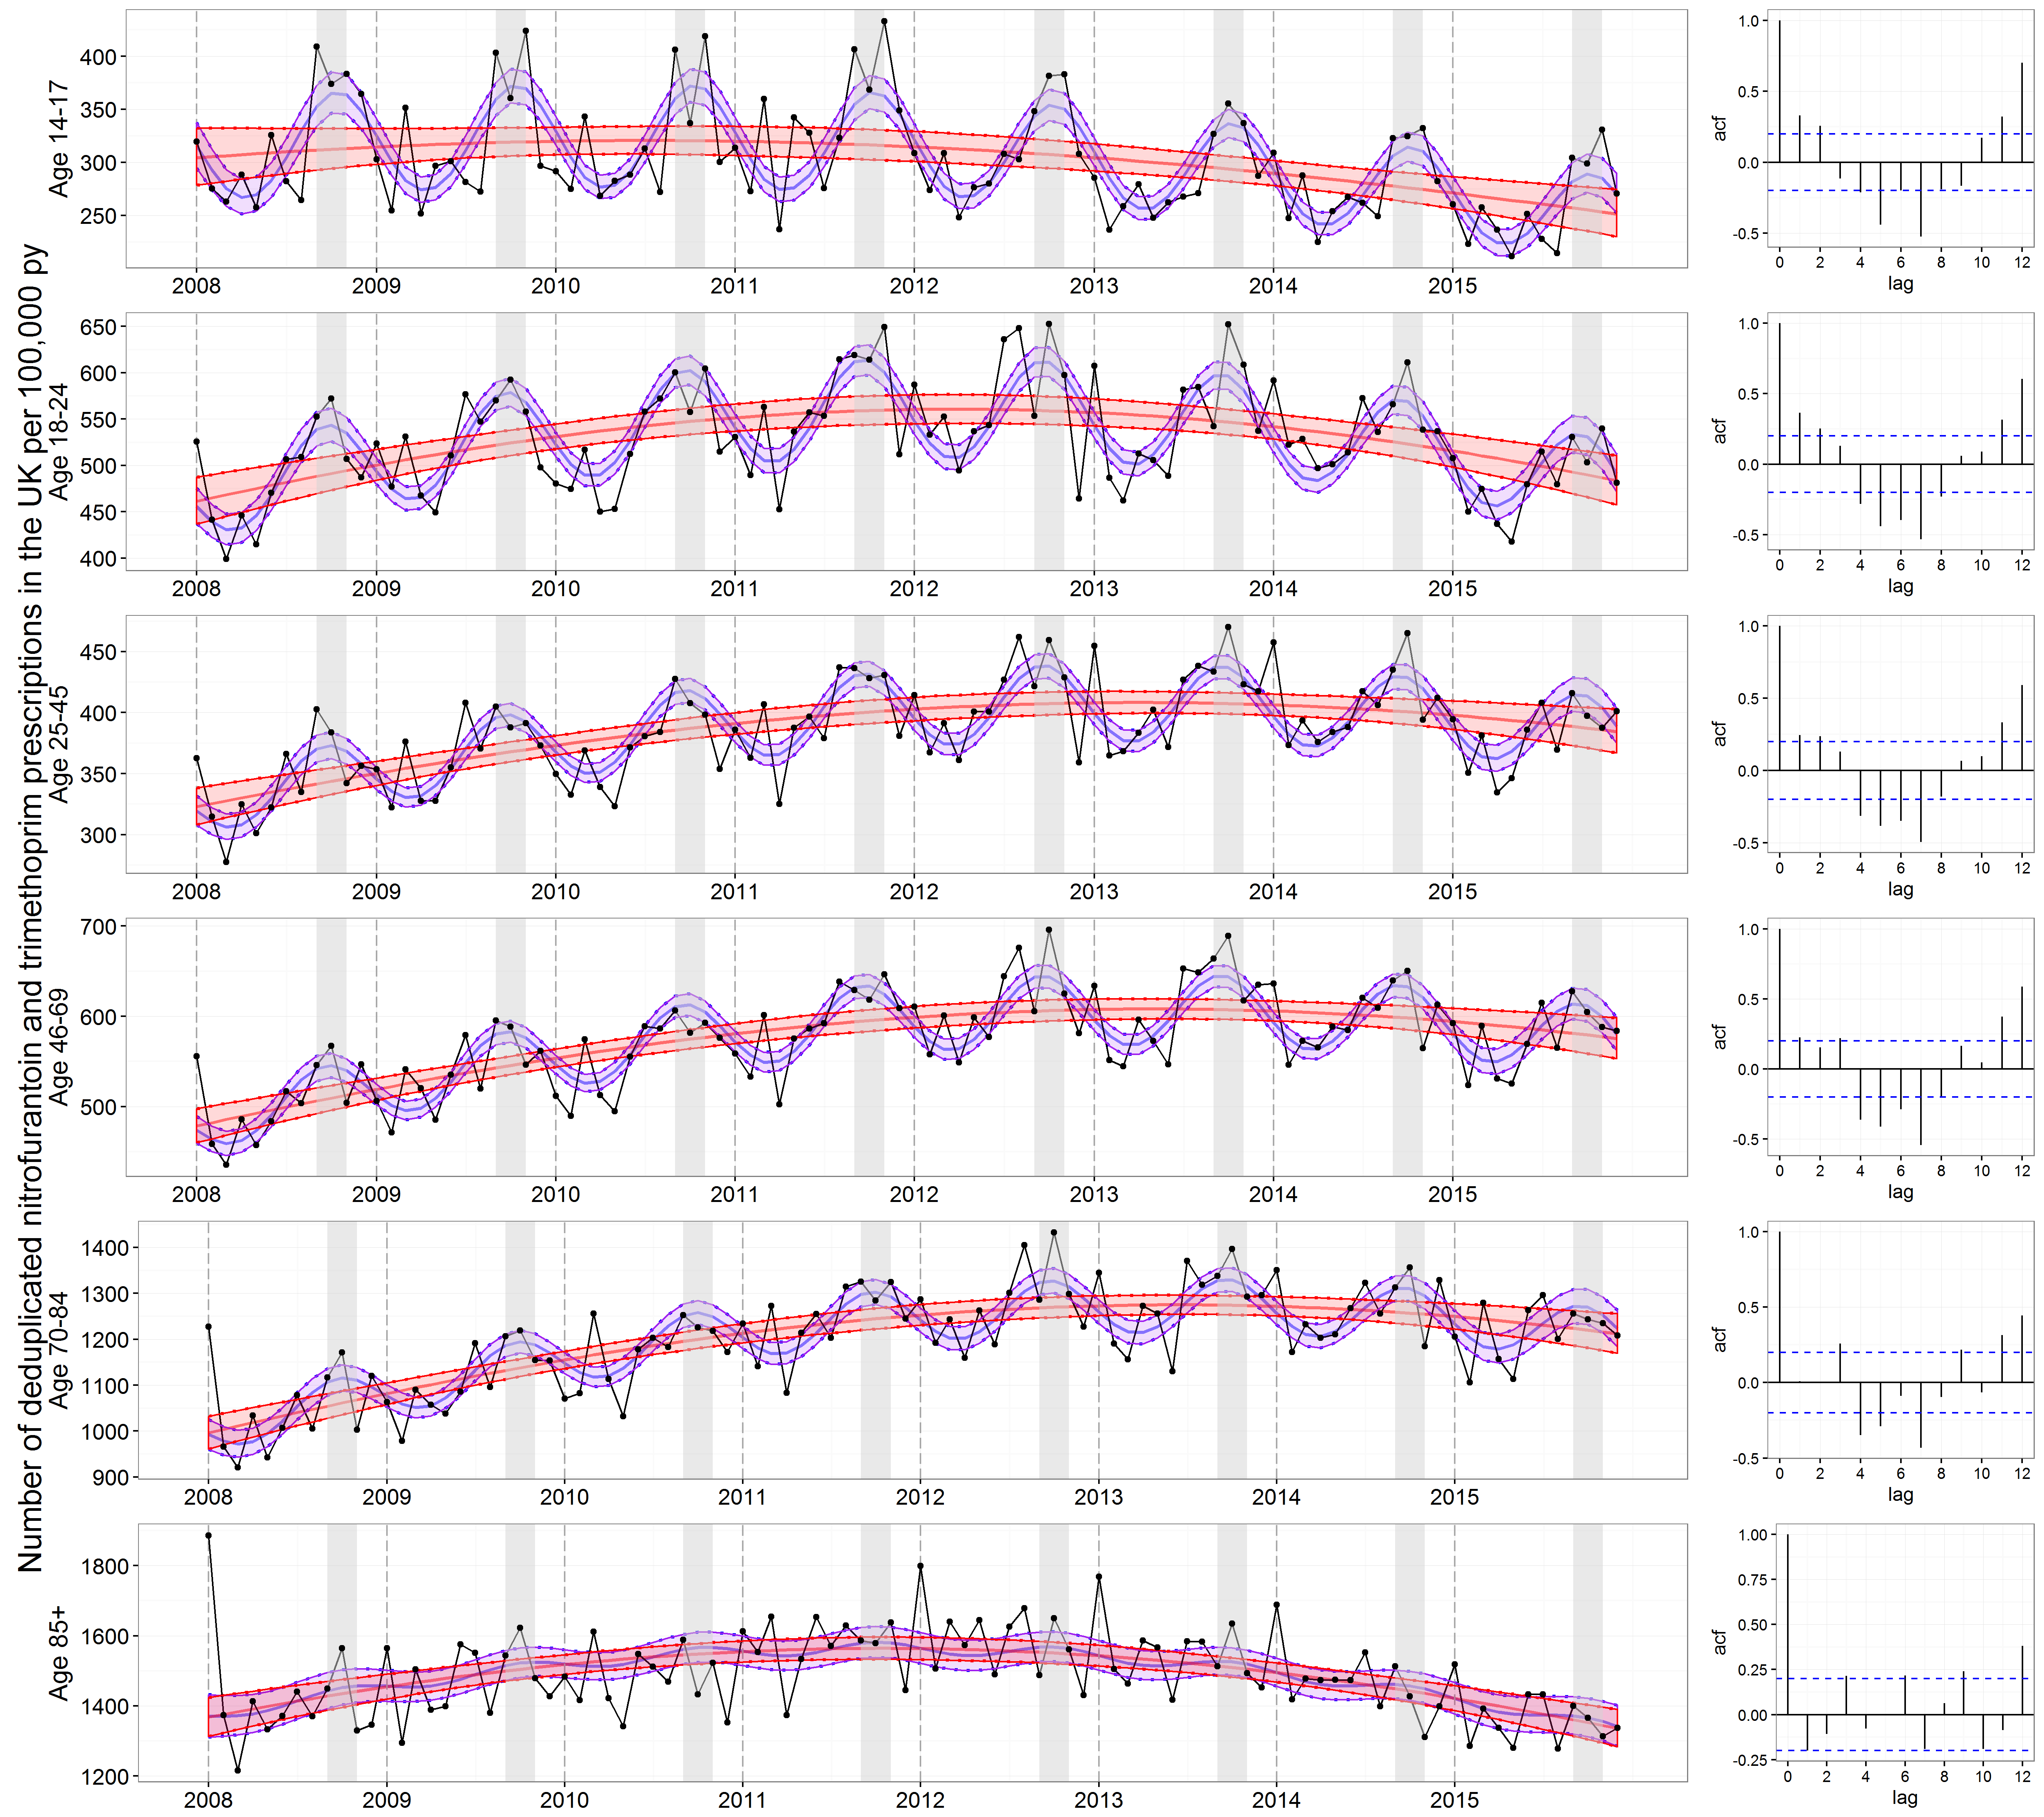 Number of deduplicated nitrofurantoin and trimethoprim prescriptions in the UK per 100,000 py
Age 14-17
400
350
300
250
2008 2009 2010 2011 2012 2013 2014 2015
acf
1.0
0.5
0.0
-0.5
0 2 4 6 8 10 12
lag
Age 18-24
650
600
550
500
450
400
2008 2009 2010 2011 2012 2013 2014 2015
acf
1.0
0.5
0.0
-0.5
0 2 4 6 8 10 12
lag
Age 25-45
450
400
350
300
2008 2009 2010 2011 2012 2013 2014 2015
acf
1.0
0.5
0.0
-0.5
0 2 4 6 8 10 12
lag
Age 46-69
700
600
500
2008 2009 2010 2011 2012 2013 2014 2015
acf
1.0
0.5
0.0
-0.5
0 2 4 6 8 10 12
lag
Age 70-84
1400
1300
1200
1100
1000
900
2008 2009 2010 2011 2012 2013 2014 2015
acf
1.0
0.5
0.0
-0.5
0 2 4 6 8 10 12
lag
Age 85+
1800
1600
1400
1200
2008 2009 2010 2011 2012 2013 2014 2015
acf
1.00
0.75
0.50
0.25
0.00
-0.25
0 2 4 6 8 10 12
lag